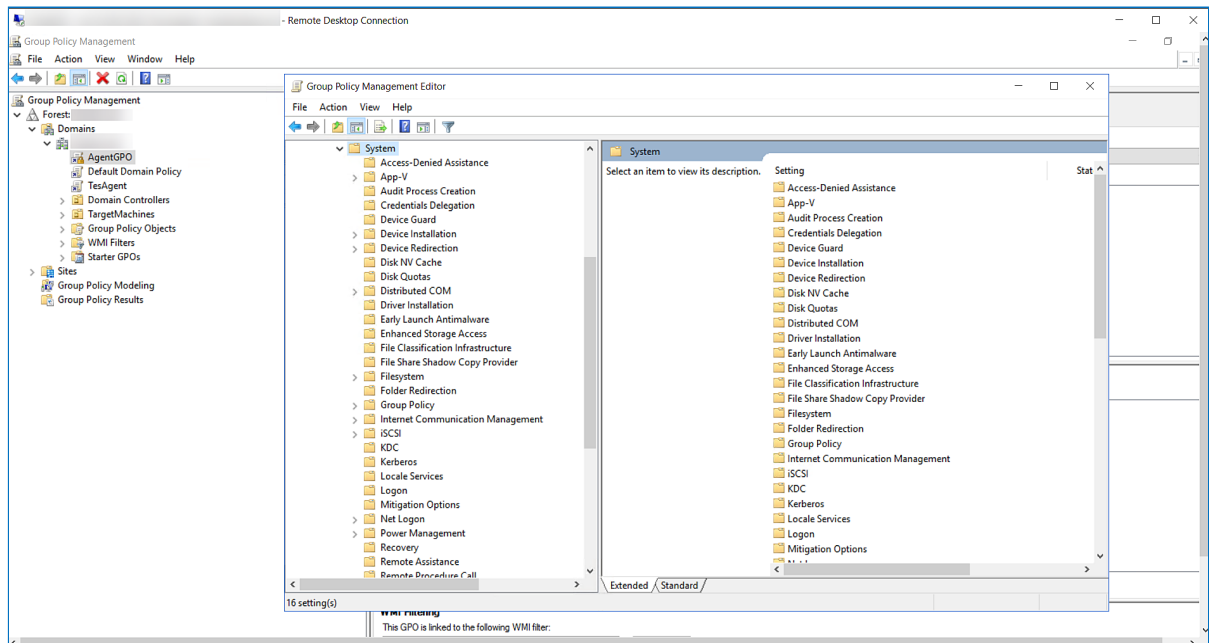 - Remote Desktop Connection
Group Policy Management
File Action View Window Help
Group Policy Management
Forest:
Domains
AgentGPO
Default Domain Policy
TesAgent
Domain Controllers
TargetMachines
Group Policy Objects
WMI Filters
Starter GPOs
Sites
Group Policy Modeling
Group Policy Results
Group Policy Management Editor
File Action View Help
System
Access-Denied Assistance
App-V
Audit Process Creation
Credentials Delegation
Device Guard
Device Installation
Device Redirection
Disk NV Cache
Disk Quotas
Distributed COM
Driver Installation
Early Launch Antimalware
Enhanced Storage Access
File Classification Infrastructure
File Share Shadow Copy Provider
Filesystem
Folder Redirection
Group Policy
Internet Communication Management
iSCSI
KDC
Kerberos
Locale Services
Logon
Mitigation Options
Net Logon
Power Management
Recovery
Remote Assistance
Remote Procedure Call
System
Select an item to view its description.
Setting Stat
Access-Denied Assistance
App-V
Audit Process Creation
Credentials Delegation
Device Guard
Device Installation
Device Redirection
Disk NV Cache
Disk Quotas
Distributed COM
Driver Installation
Early Launch Antimalware
Enhanced Storage Access
File Classification Infrastructure
File Share Shadow Copy Provider
Filesystem
Folder Redirection
Group Policy
Internet Communication Management
iSCSI
KDC
Kerberos
Locale Services
Logon
Mitigation Options
Extended Standard
16 setting(s)
WMI Filtering
This GPO is linked to the following WMI filter: